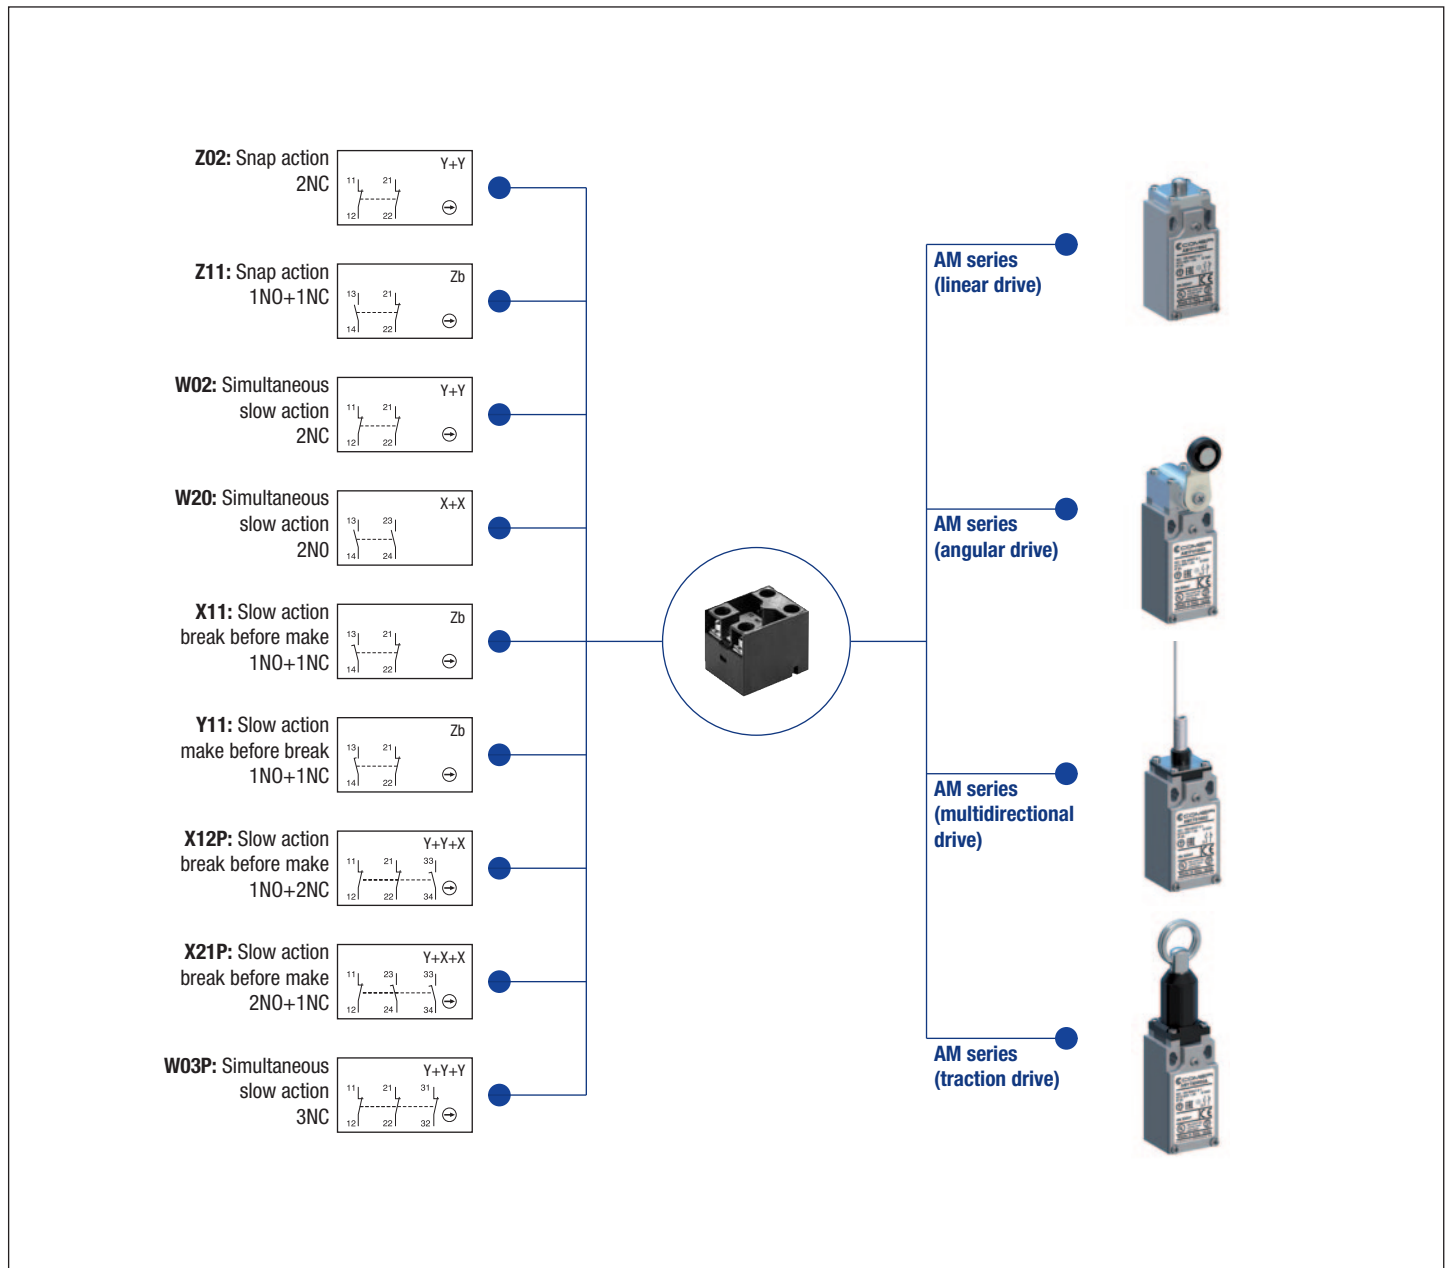 Z02: Snap action
2NC
Y+Y
11 21
12 22
Z11: Snap action
1NO+1NC
Zb
13 21
14 22
W02: Simultaneous
slow action
2NC
Y+Y
11 21
12 22
W20: Simultaneous
slow action
2NO
X+X
13 23
14 24
X11: Slow action
break before make
1NO+1NC
Zb
13 21
14 22
Y11: Slow action
make before break
1NO+1NC
Zb
13 21
14 22
X12P: Slow action
break before make
1NO+2NC
Y+Y+X
11 21 33
12 22 34
X21P: Slow action
break before make
2NO+1NC
Y+X+X
11 23 33
12 24 34
W03P: Simultaneous
slow action
3NC
Y+Y+Y
11 21 31
12 22 32
AM series
(linear drive)
AM series
(angular drive)
AM series
(multidirectional
drive)
AM series
(traction drive)